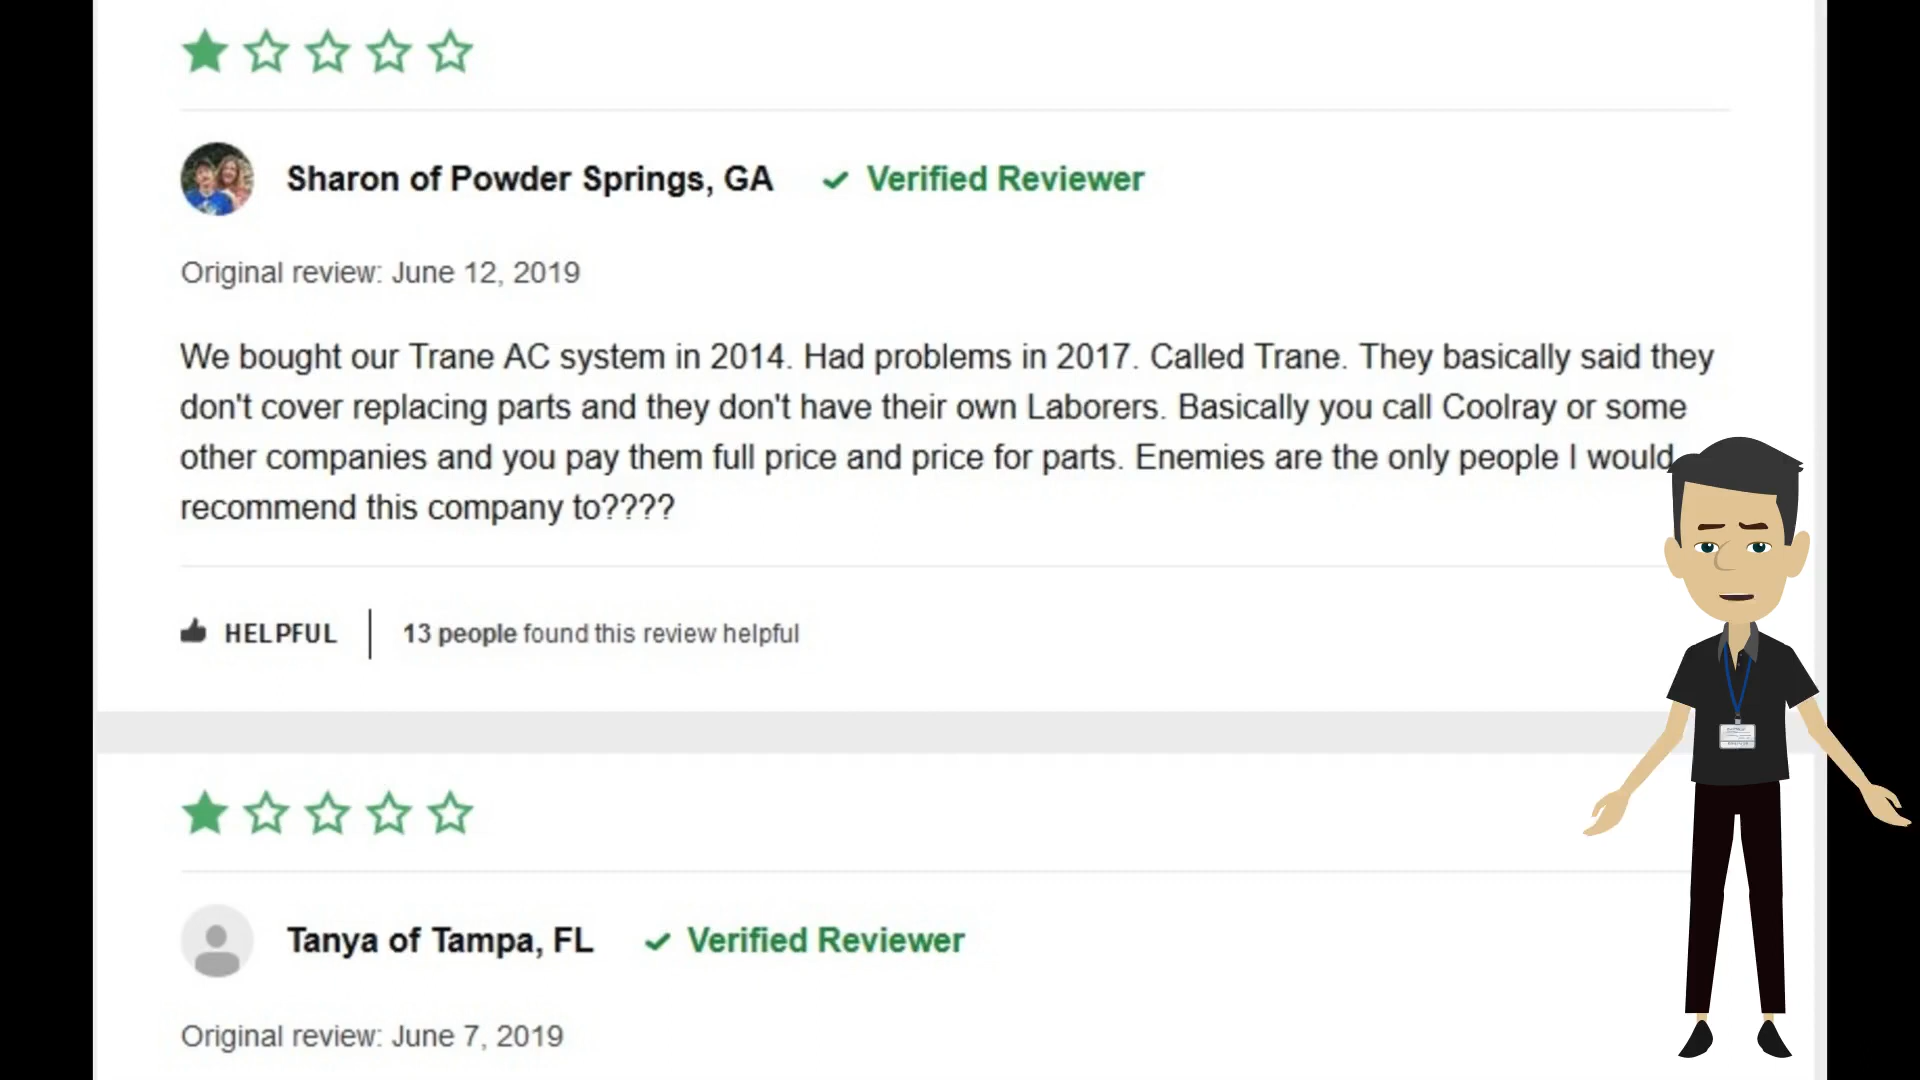 Sharon of Powder Springs, GA Verified Reviewer
Original review: June 12, 2019
We bought our Trane AC system in 2014. Had problems in 2017. Called Trane. They basically said they
don't cover replacing parts and they don't have their own Laborers. Basically you call Coolray or some
other companies and you pay them full price and price for parts. Enemies are the only people I would
recommend this company to????
HELPFUL 13 people found this review helpful
Tanya of Tampa, FL Verified Reviewer
Original review: June 7, 2019